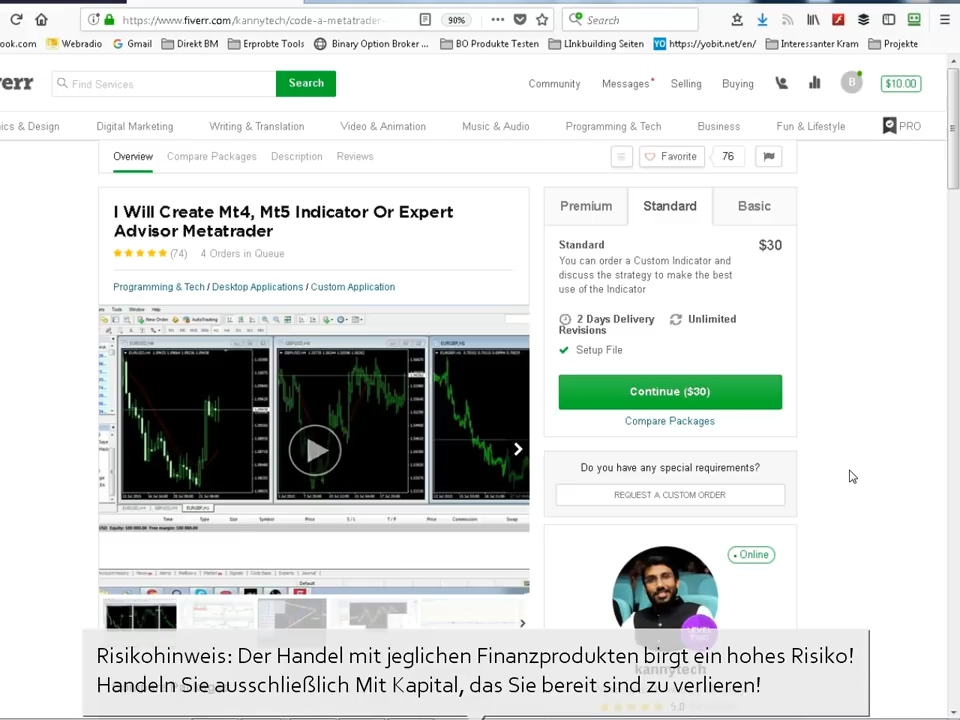 https://www.fiverr.com/kannytech/code-a-metatrader-
90%
Search
ook.com
Webradio
Gmail
Direkt BM
Erprobte Tools
Binary Option Broker ...
BO Produkte Testen
LInkbuilding Seiten
https://yobit.net/en/
Interessanter Kram
Projekte
err
Find Services
Search
Community
Messages
Selling
Buying
B
$10.00
ics & Design
Digital Marketing
Writing & Translation
Video & Animation
Music & Audio
Programming & Tech
Business
Fun & Lifestyle
PRO
Overview
Compare Packages
Description
Reviews
Favorite
76
I Will Create Mt4, Mt5 Indicator Or Expert
Advisor Metatrader
(74)
4 Orders in Queue
Programming & Tech / Desktop Applications / Custom Application
Premium
Standard
Basic
Standard
$30
You can order a Custom Indicator and
discuss the strategy to make the best
use of the Indicator
2 Days Delivery
Unlimited
Revisions
Setup File
Continue ($30)
Compare Packages
Do you have any special requirements?
REQUEST A CUSTOM ORDER
Online
LEVEL
kannytech
5.0
Risikohinweis: Der Handel mit jeglichen Finanzprodukten birgt ein hohes Risiko!
Handeln Sie ausschließlich Mit Kapital, das Sie bereit sind zu verlieren!